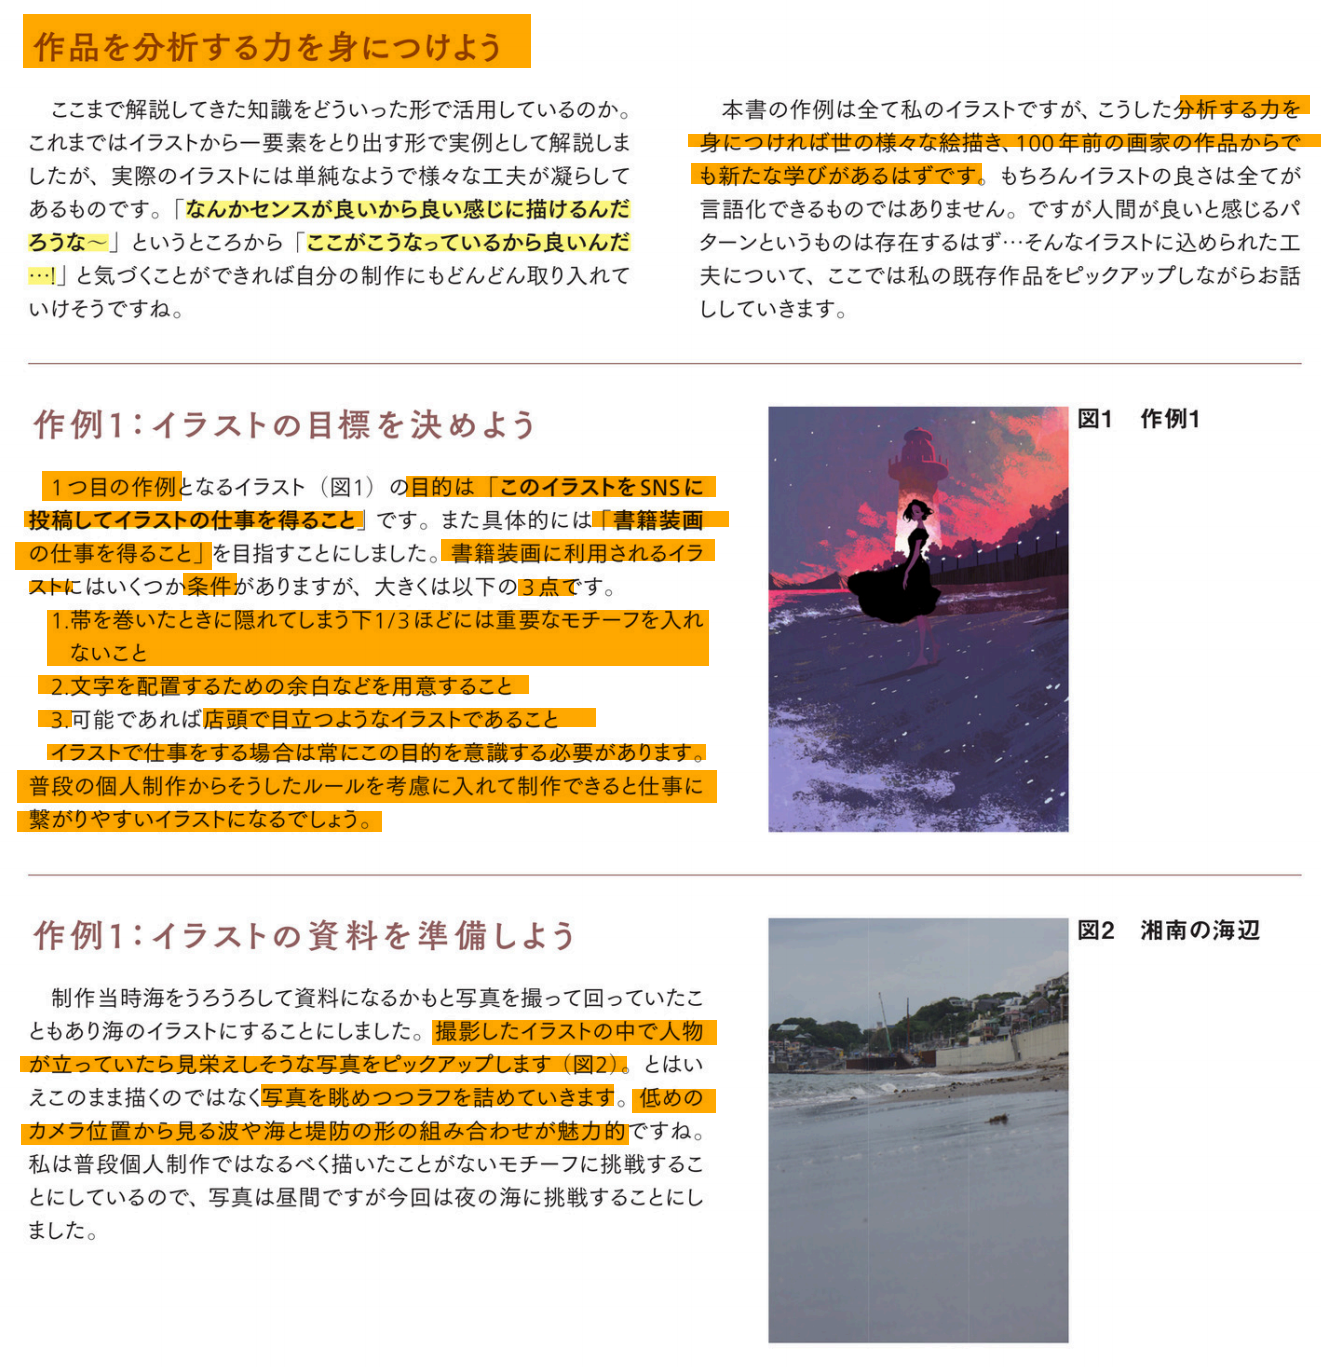 作品を分析する力を身につけよう
ここまで解説してきた知識をどういった形で活用しているのか。
これまではイラストから一要素をとり出す形で実例として解説しま
したが、実際のイラストには単純なようで様々な工夫が凝らして
あるものです。「なんかセンスが良いから良い感じに描けるんだ
ろうな〜」というところから「ここがこうなっているから良いんだ
…!」と気づくことができれば自分の制作にもどんどん取り入れて
いけそうですね。
本書の作例は全て私のイラストですが、こうした分析する力を
身につければ世の様々な絵描き、100年前の画家の作品からで
も新たな学びがあるはずです。もちろんイラストの良さは全てが
言語化できるものではありません。ですが人間が良いと感じるパ
ターンというものは存在するはず…そんなイラストに込められた工
夫について、ここでは私の既存作品をピックアップしながらお話
ししていきます。
作例1:イラストの目標を決めよう
1つ目の作例となるイラスト（図1）の目的は「このイラストをSNSに
投稿してイラストの仕事を得ること」です。また具体的には「書籍装画
の仕事を得ること」を目指すことにしました。書籍装画に利用されるイラ
ストにはいくつか条件がありますが、大きくは以下の3点です。
1.帯を巻いたときに隠れてしまう下1/3ほどには重要なモチーフを入れ
ないこと
2.文字を配置するための余白などを用意すること
3.可能であれば店頭で目立つようなイラストであること
イラストで仕事をする場合は常にこの目的を意識する必要があります。
普段の個人制作からそうしたルールを考慮に入れて制作できると仕事に
繋がりやすいイラストになるでしょう。
図1 作例1
作例1:イラストの資料を準備しよう
制作当時海をうろうろして資料になるかもと写真を撮って回っていたこ
ともあり海のイラストにすることにしました。撮影したイラストの中で人物
が立っていたら見栄えしそうな写真をピックアップします（図2）。とはい
えこのまま描くのではなく写真を眺めつつラフを詰めていきます。低めの
カメラ位置から見る波や海と堤防の形の組み合わせが魅力的ですね。
私は普段個人制作ではなるべく描いたことがないモチーフに挑戦するこ
とにしているので、写真は昼間ですが今回は夜の海に挑戦することにし
ました。
図2 湘南の海辺